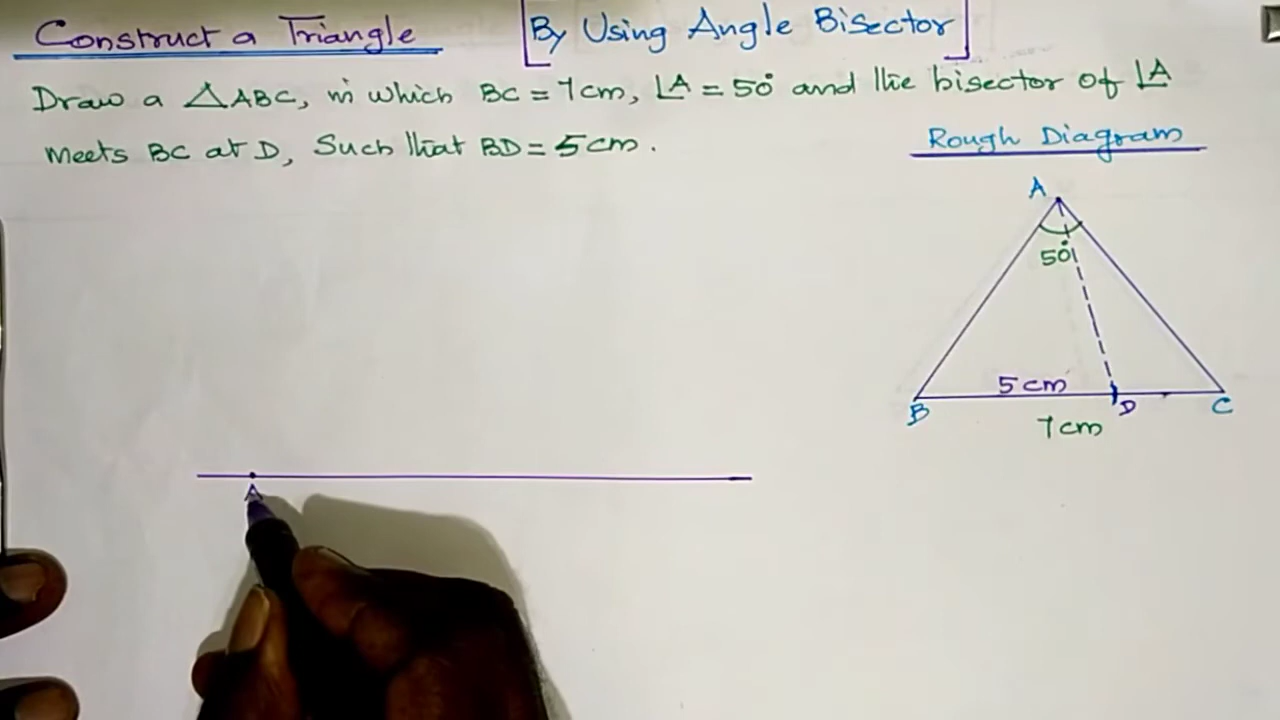 Construct a Triangle [By Using Angle Bisector]
Draw a △ABC, in which BC = 7cm, ∠A = 50° and the bisector of ∠A
Meets BC at D, Such that BD = 5cm.
Rough Diagram
A
50°
5cm
B D C
7cm
A